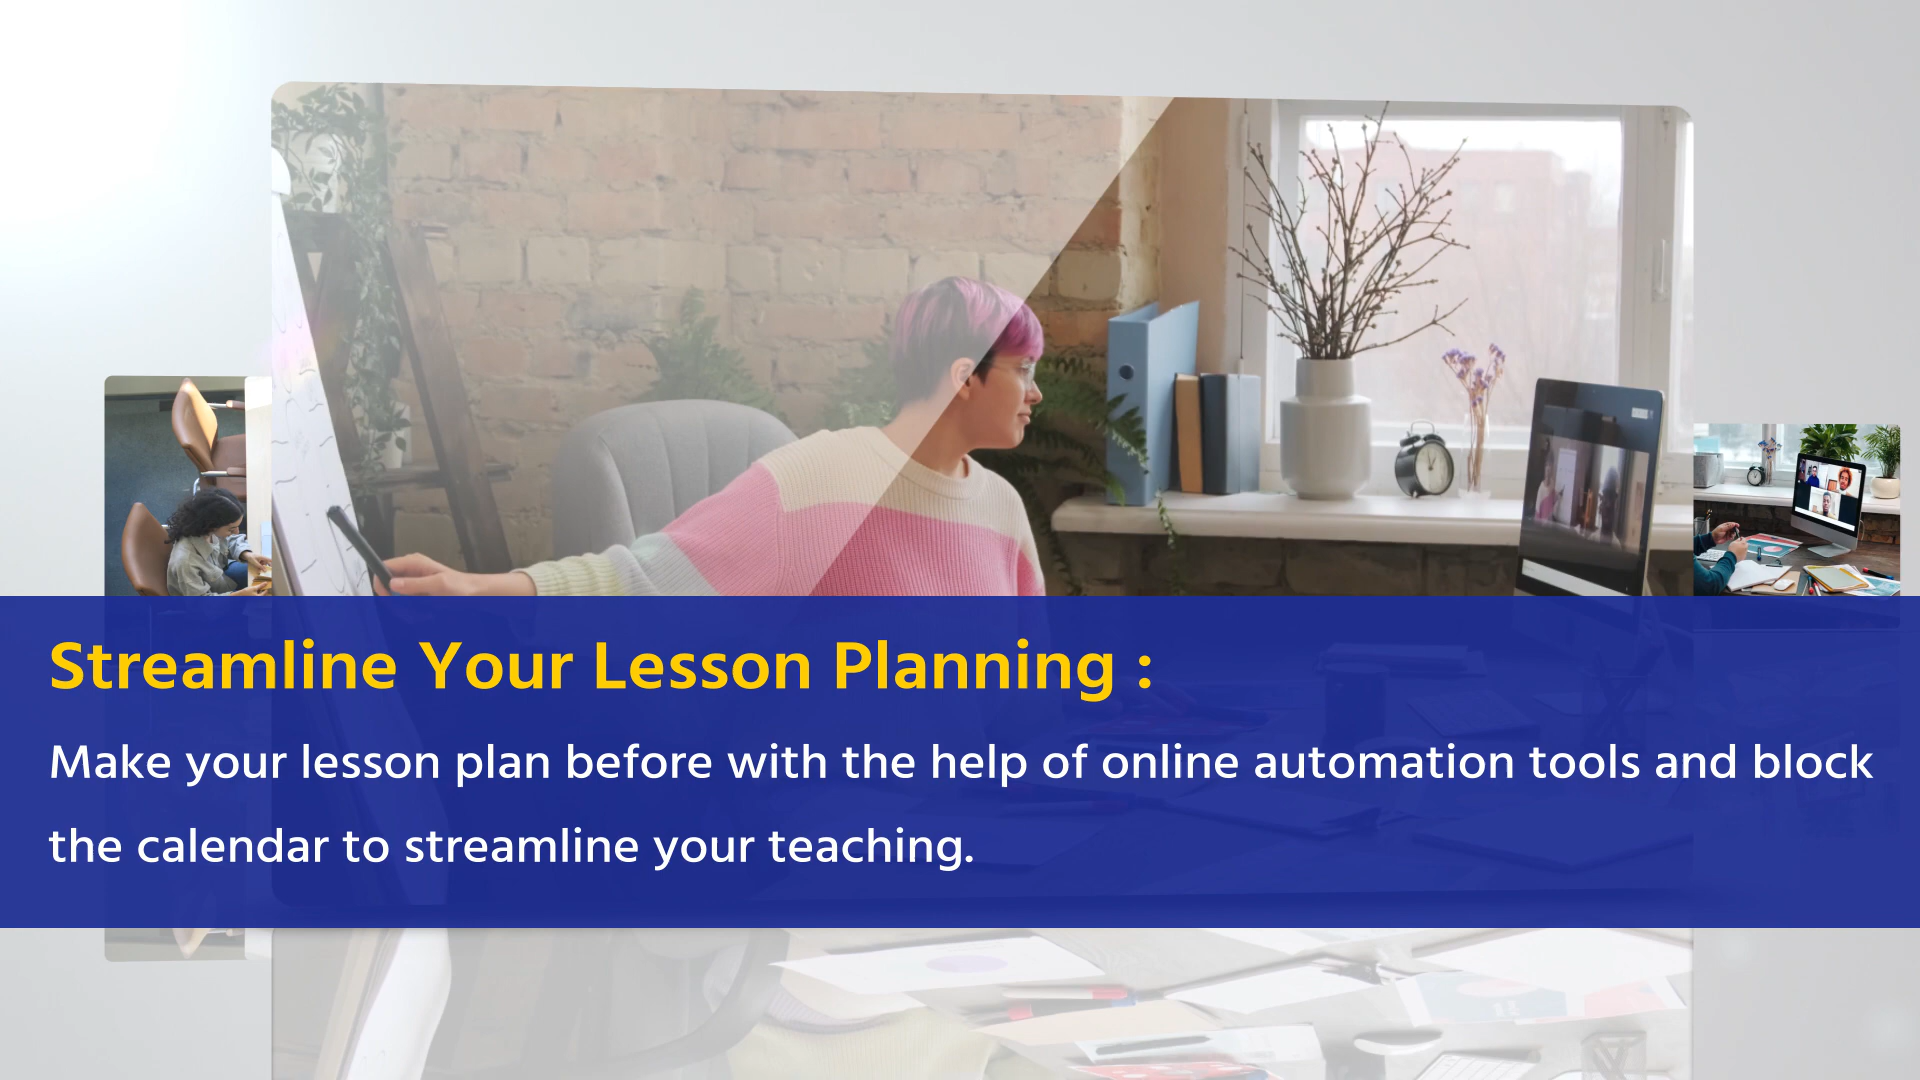 Streamline Your Lesson Planning :
Make your lesson plan before with the help of online automation tools and block
the calendar to streamline your teaching.